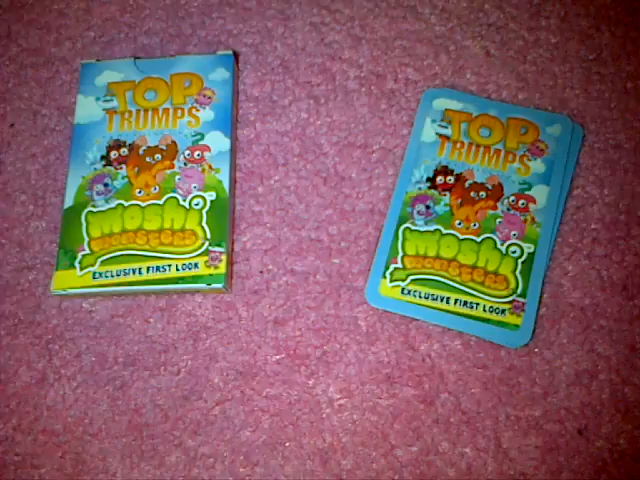 TOP
TRUMPS
moshi
monsters
EXCLUSIVE FIRST LOOK
TOP
TRUMPS
moshi
monsters
EXCLUSIVE FIRST LOOK